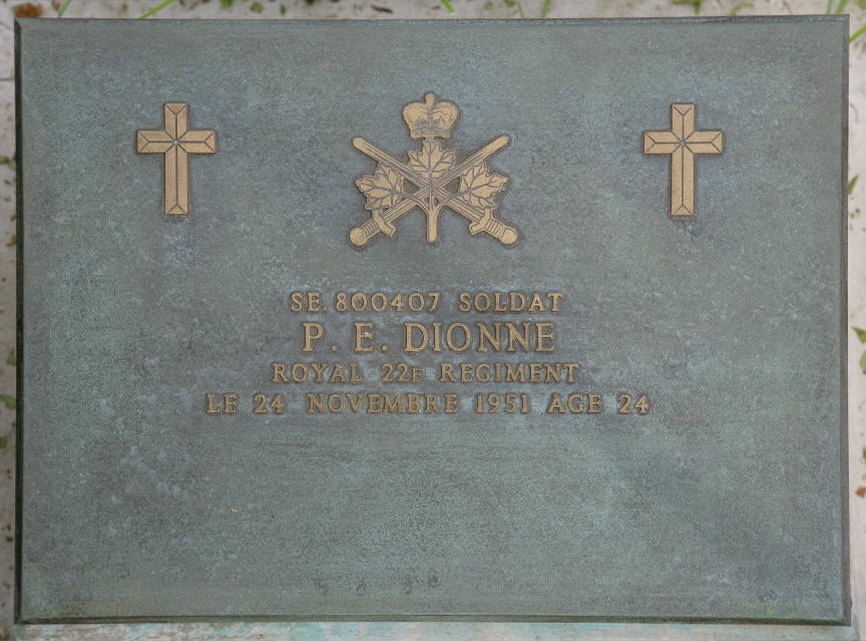 SE. 800407 SOLDAT
P. E. DIONNE
ROYAL 22E REGIMENT
LE 24 NOVEMBRE 1951 AGE 24